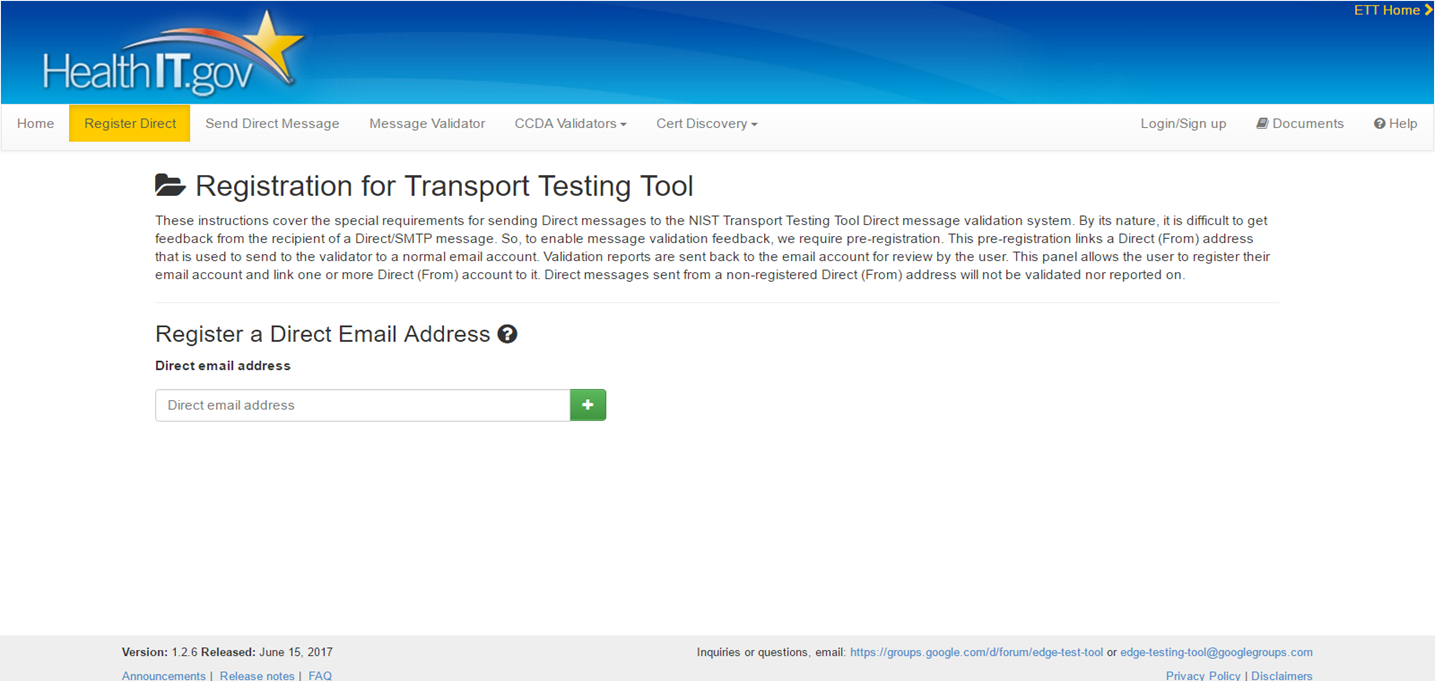 ETT Home
HealthIT.gov
Home Register Direct Send Direct Message Message Validator CCDA Validators Cert Discovery Login/Sign up Documents Help
Registration for Transport Testing Tool
These instructions cover the special requirements for sending Direct messages to the NIST Transport Testing Tool Direct message validation system. By its nature, it is difficult to get
feedback from the recipient of a Direct/SMTP message. So, to enable message validation feedback, we require pre-registration. This pre-registration links a Direct (From) address
that is used to send to the validator to a normal email account. Validation reports are sent back to the email account for review by the user. This panel allows the user to register their
email account and link one or more Direct (From) account to it. Direct messages sent from a non-registered Direct (From) address will not be validated nor reported on.
Register a Direct Email Address
Direct email address
Direct email address
Version: 1.2.6 Released: June 15, 2017 Inquiries or questions, email: https://groups.google.com/d/forum/edge-test-tool or edge-testing-tool@googlegroups.com
Announcements | Release notes | FAQ Privacy Policy | Disclaimers